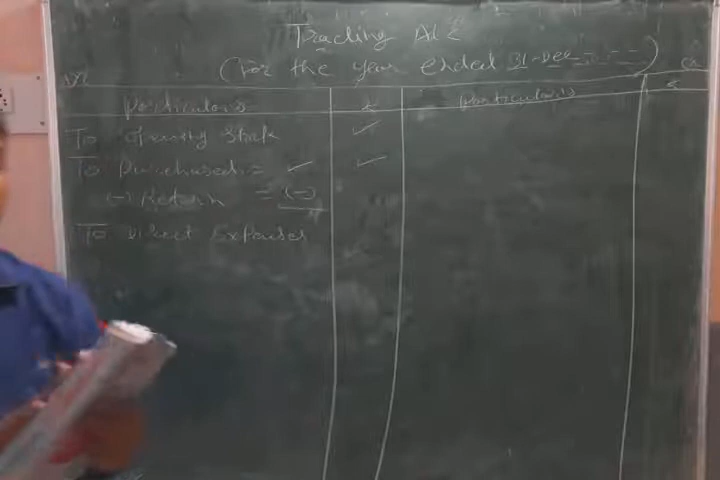 Trading A/c
(For the year ended 31-Dec-----)
Dr Cr
Particulars ₹ Particulars ₹
To Opening Stock ✓
To Purchased = ✓ ✓
(-) Return = (-)
To Direct Expenses